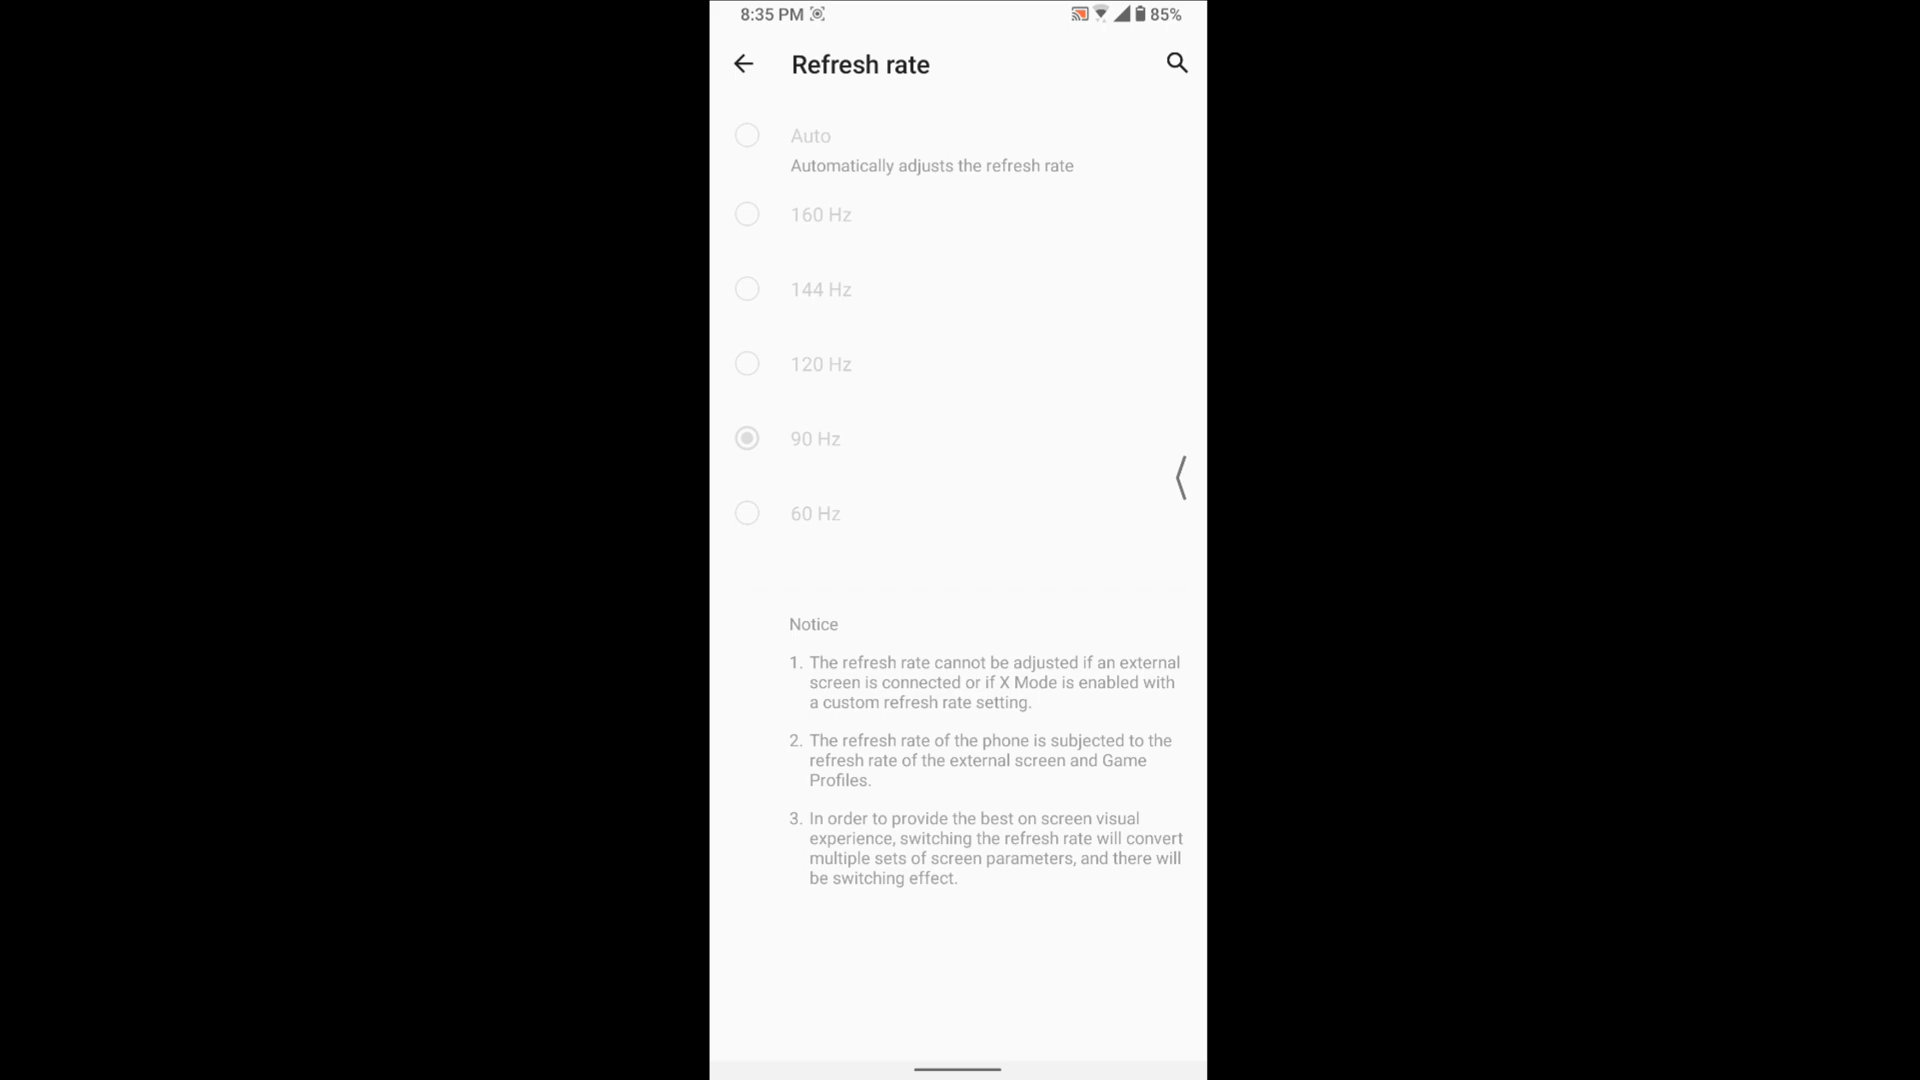 8:35 PM 85%
Refresh rate
Auto
Automatically adjusts the refresh rate
160 Hz
144 Hz
120 Hz
90 Hz
60 Hz
Notice
1. The refresh rate cannot be adjusted if an external
screen is connected or if X Mode is enabled with
a custom refresh rate setting.
2. The refresh rate of the phone is subjected to the
refresh rate of the external screen and Game
Profiles.
3. In order to provide the best on screen visual
experience, switching the refresh rate will convert
multiple sets of screen parameters, and there will
be switching effect.